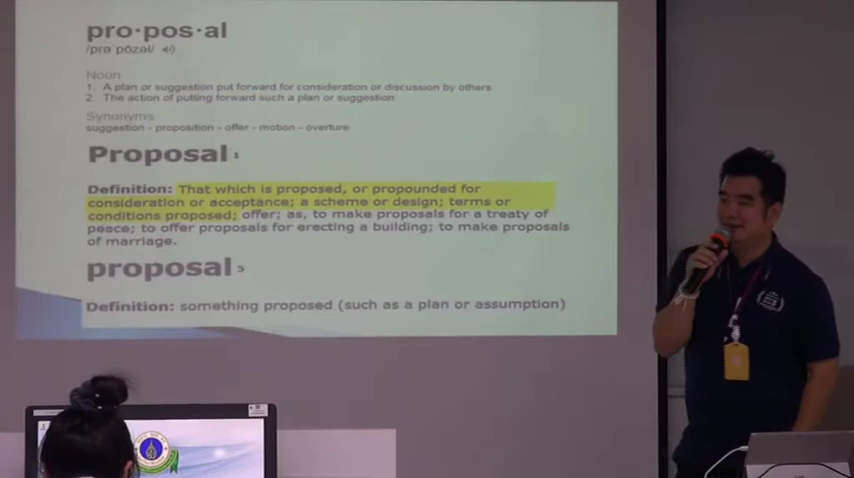 pro·pos·al
/prəˈpōzəl/
Noun
1. A plan or suggestion put forward for consideration or discussion by others
2. The action of putting forward such a plan or suggestion
Synonyms
suggestion - proposition - offer - motion - overture
Proposal 1
Definition: That which is proposed, or propounded for
consideration or acceptance; a scheme or design; terms or
conditions proposed; offer; as, to make proposals for a treaty of
peace; to offer proposals for erecting a building; to make proposals
of marriage.
proposal 5
Definition: something proposed (such as a plan or assumption)